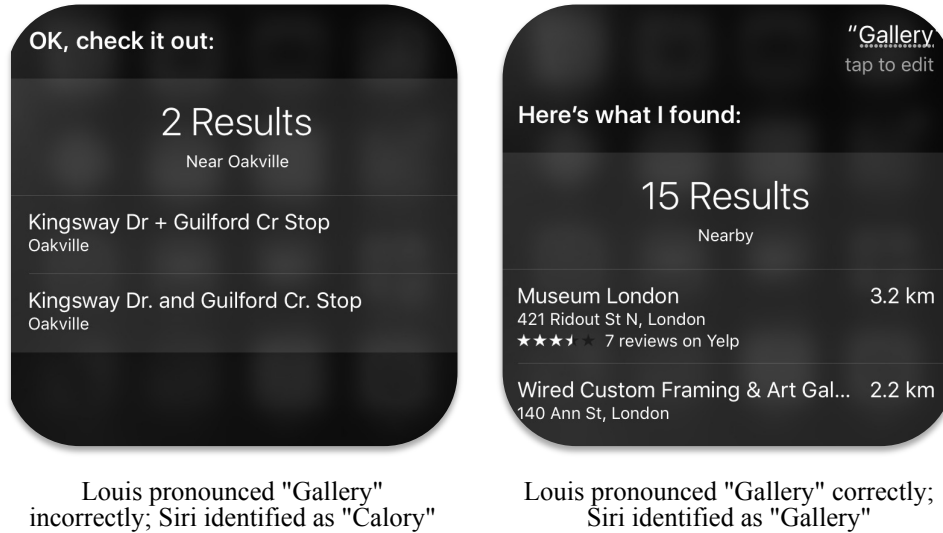 OK, check it out:
2 Results
Near Oakville
Kingsway Dr + Guilford Cr Stop
Oakville
Kingsway Dr. and Guilford Cr. Stop
Oakville
Louis pronounced "Gallery"
incorrectly; Siri identified as "Calory"
"Gallery
tap to edit
Here's what I found:
15 Results
Nearby
Museum London 3.2 km
421 Ridout St N, London
7 reviews on Yelp
Wired Custom Framing & Art Gal... 2.2 km
140 Ann St, London
Louis pronounced "Gallery" correctly;
Siri identified as "Gallery"